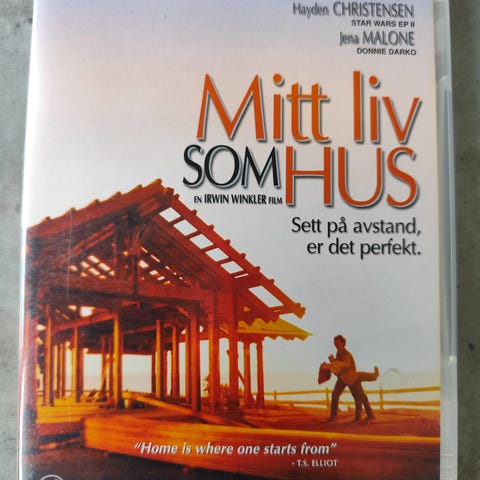 Hayden CHRISTENSEN
STAR WARS EP II
Jena MALONE
DONNIE DARKO
Mitt liv
SOM HUS
EN IRWIN WINKLER FILM
Sett på avstand,
er det perfekt.
"Home is where one starts from"
- T.S. ELLIOT